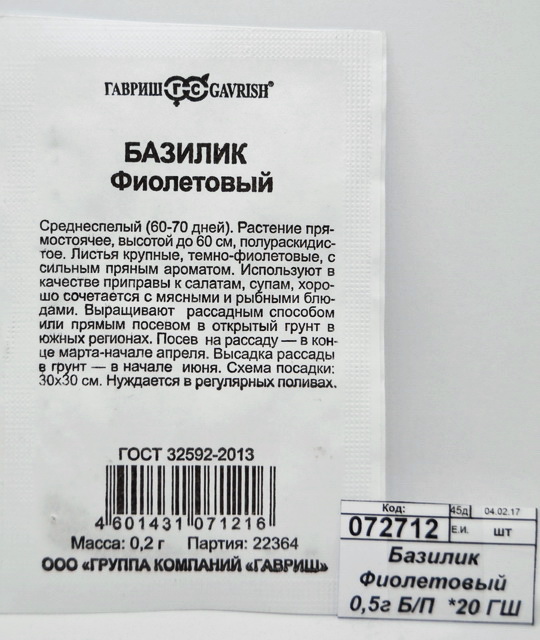 ГАВРИШ ГС GAVRISH®
БАЗИЛИК
Фиолетовый
Среднеспелый (60-70 дней). Растение пря-
мостоячее, высотой до 60 см, полураскидис-
тое. Листья крупные, темно-фиолетовые, с
сильным пряным ароматом. Используют в
качестве приправы к салатам, супам, хоро-
шо сочетается с мясными и рыбными блю-
дами. Выращивают рассадным способом
или прямым посевом в открытый грунт в
южных регионах. Посев на рассаду — в кон-
це марта-начале апреля. Высадка рассады
в грунт — в начале июня. Схема посадки:
30х30 см. Нуждается в регулярных поливах.
ГОСТ 32592-2013
4 601431 071216
Масса: 0,2 г Партия: 22364
ООО «ГРУППА КОМПАНИЙ «ГАВРИШ»
Код: 45д 04.02.17
072712 Е.И. шт
Базилик
Фиолетовый
0,5г Б/П *20 ГШ